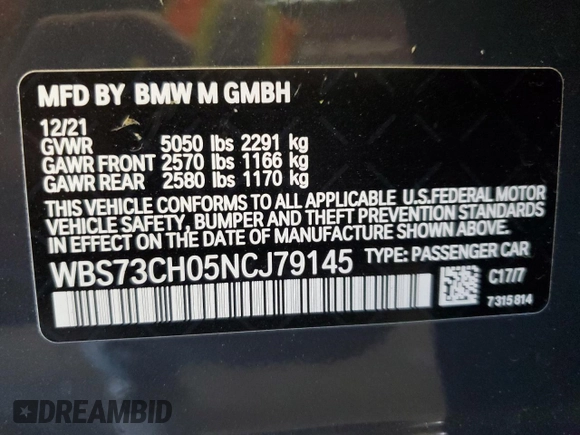 MFD BY BMW M GMBH
12/21
GVWR 5050 lbs 2291 kg
GAWR FRONT 2570 lbs 1166 kg
GAWR REAR 2580 lbs 1170 kg
THIS VEHICLE CONFORMS TO ALL APPLICABLE U.S.FEDERAL MOTOR
VEHICLE SAFETY, BUMPER AND THEFT PREVENTION STANDARDS
IN EFFECT ON THE DATE OF MANUFACTURE SHOWN ABOVE.
WBS73CH05NCJ79145 TYPE: PASSENGER CAR
C17/7
7315814
DREAMBID